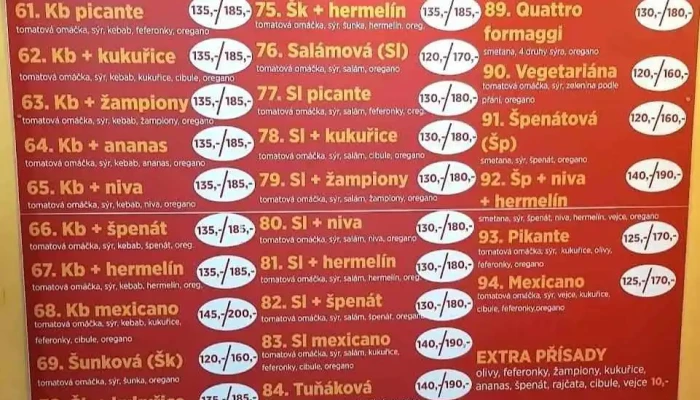 61. Kb picante 135,-/185,-
tomatová omáčka, sýr, kebab, feferonky, oregano
62. Kb + kukuřice 135,-/185,-
tomatová omáčka, sýr, kebab, kukuřice, cibule, oregano
63. Kb + žampiony 135,-/185,-
tomatová omáčka, sýr, kebab, žampiony, oregano
64. Kb + ananas 135,-/185,-
tomatová omáčka, sýr, kebab, ananas, oregano
65. Kb + niva 135,-/185,-
tomatová omáčka, sýr, kebab, niva, oregano
66. Kb + špenát 135,-/185,-
tomatová omáčka, sýr, kebab, špenát, oreg
67. Kb + hermelín 135,-/185,-
tomatová omáčka, sýr, kebab, hermelín, oreg.
68. Kb mexicano 145,-/200,-
tomatová omáčka, sýr, kebab, kukuřice,
feferonky, cibule, oregano
69. Šunková (Šk) 120,-/160,-
tomatová omáčka, sýr, šunka, oregano
135,-/185,-
75. Šk + hermelín 135,-/185,-
tomatová omáčka, sýr, šunka, hermelín, oreg.
76. Salámová (Sl) 120,-/170,-
tomatová omáčka, sýr, salám, oregano
77. Sl picante 130,-/180,-
tomatová omáčka, sýr, salám, feferonky, oreg.
78. Sl + kukuřice 130,-/180,-
tomatová omáčka, sýr, salám, cibule, oregano
79. Sl + žampiony 130,-/180,-
tomatová omáčka, sýr, salám, žampiony, oregano
80. Sl + niva 130,-/180,-
tomatová omáčka, sýr, salám, niva, oregano
81. Sl + hermelín 130,-/180,-
tomatová omáčka, sýr, salám, hermelín, oreg
82. Sl + špenát 130,-/180,-
tomatová omáčka, sýr, salám, špenát, oregano
83. Sl mexicano 140,-/190,-
tomatová omáčka, sýr, salám, kukuřice,
feferonky, cibule, oregano
84. Tuňáková 140,-/190,-
89. Quattro 130,-/180,-
formaggi
smetana, 4 druhy sýra, oregano
90. Vegetariána 120,-/160,-
tomatová omáčka, sýr, zelenina podle
přání, oregano
91. Špenátová 120,-/160,-
(Šp)
smetana, sýr, špenát, oregano
92. Šp + niva 140,-/190,-
+ hermelín
smetana, sýr, špenát, niva, hermelín, vejce, oregano
93. Pikante 125,-/170,-
tomatová omáčka, sýr, kukuřice, olivy,
feferonky, oregano
94. Mexicano 125,-/170,-
tomatová omáčka, sýr, vejce, kukuřice,
cibule, feferonky,oregano
EXTRA PŘÍSADY
olivy, feferonky, žampiony, kukuřice,
ananas, špenát, rajčata, cibule, vejce 10,-